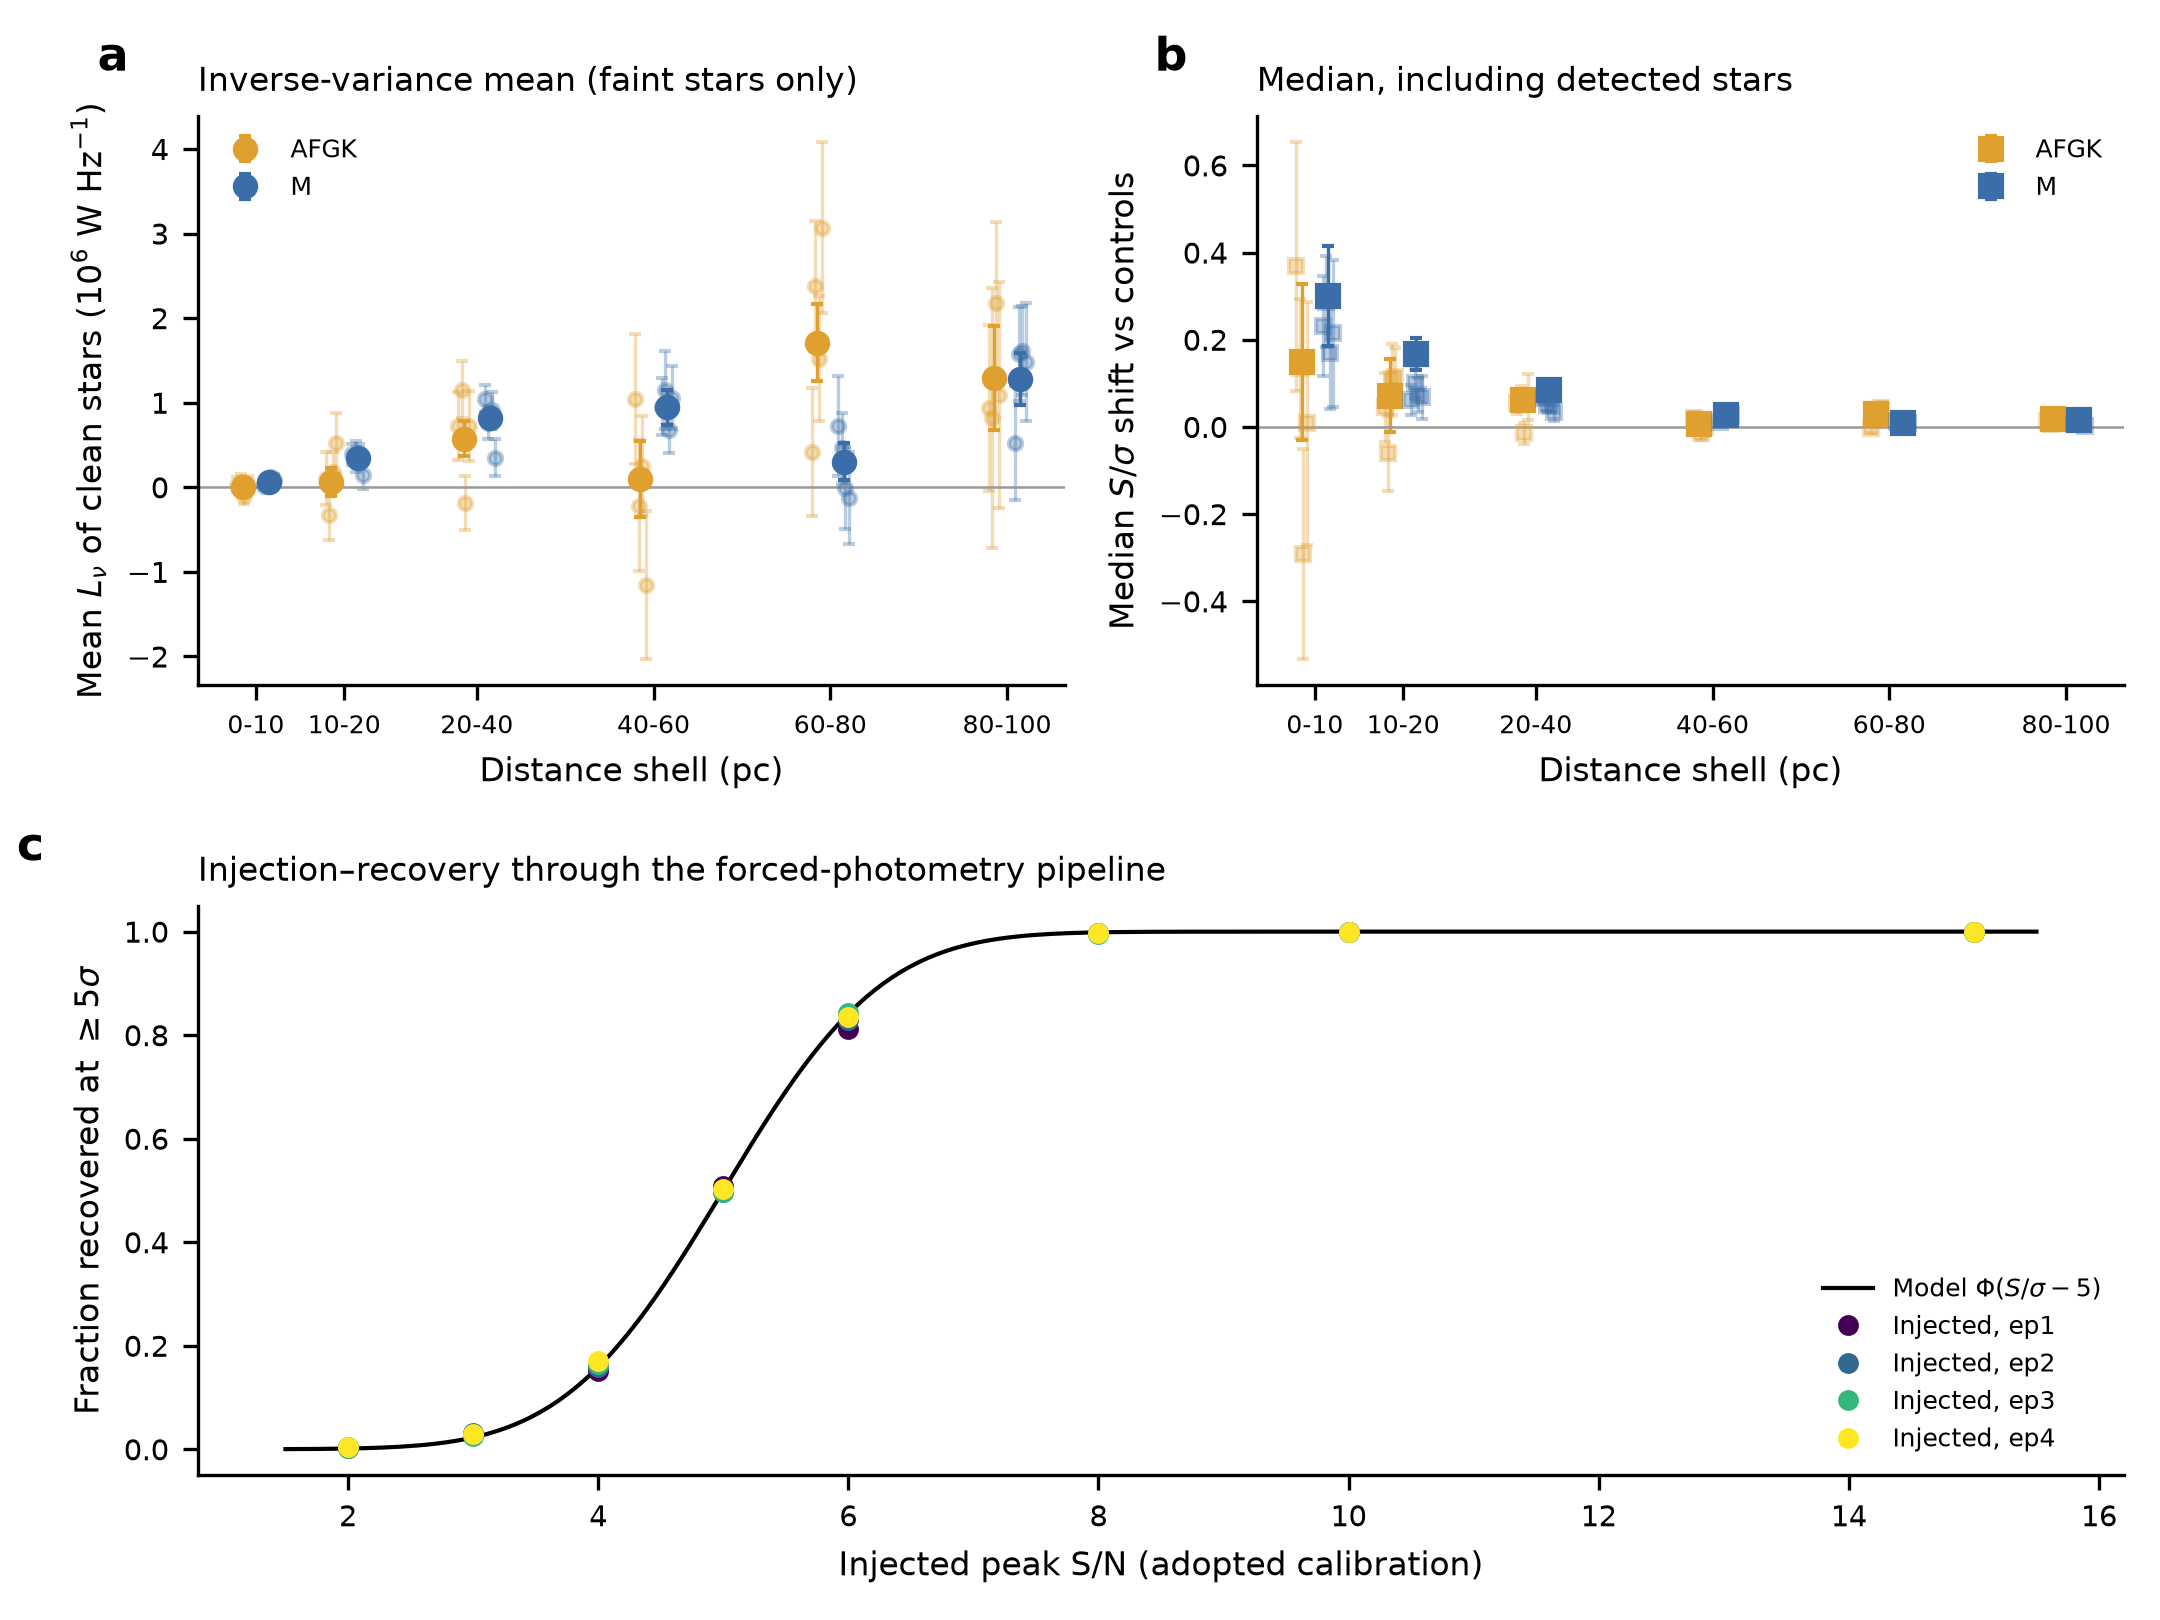 a
Inverse-variance mean (faint stars only)
Mean Lν of clean stars (10⁶ W Hz⁻¹)
4
3
2
1
0
−1
−2
AFGK
M
0-10 10-20 20-40 40-60 60-80 80-100
Distance shell (pc)
b
Median, including detected stars
Median S/σ shift vs controls
0.6
0.4
0.2
0.0
−0.2
−0.4
AFGK
M
0-10 10-20 20-40 40-60 60-80 80-100
Distance shell (pc)
c
Injection–recovery through the forced-photometry pipeline
Fraction recovered at ≥ 5σ
1.0
0.8
0.6
0.4
0.2
0.0
Model Φ(S/σ − 5)
Injected, ep1
Injected, ep2
Injected, ep3
Injected, ep4
2 4 6 8 10 12 14 16
Injected peak S/N (adopted calibration)